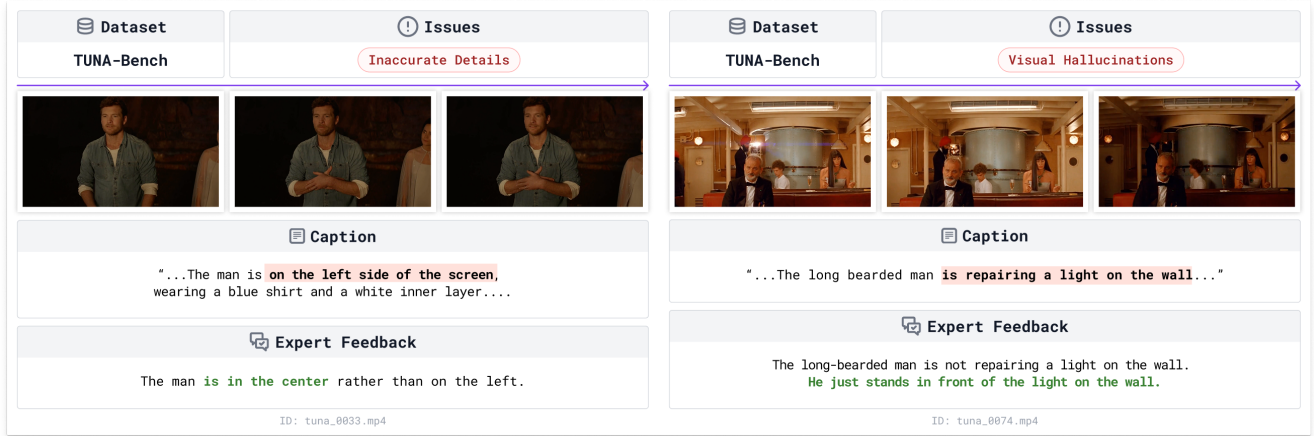 Dataset
Issues
TUNA-Bench
Inaccurate Details
Caption
“...The man is on the left side of the screen,
wearing a blue shirt and a white inner layer....
Expert Feedback
The man is in the center rather than on the left.
ID: tuna_0033.mp4
Dataset
Issues
TUNA-Bench
Visual Hallucinations
Caption
“...The long bearded man is repairing a light on the wall...”
Expert Feedback
The long-bearded man is not repairing a light on the wall.
He just stands in front of the light on the wall.
ID: tuna_0074.mp4